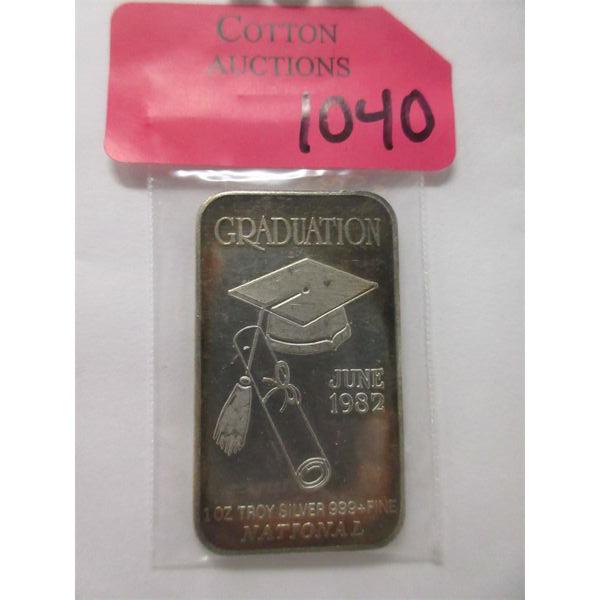 COTTON
AUCTIONS
1040
GRADUATION
JUNE
1982
1 OZ TROY SILVER 999+FINE
NATIONAL